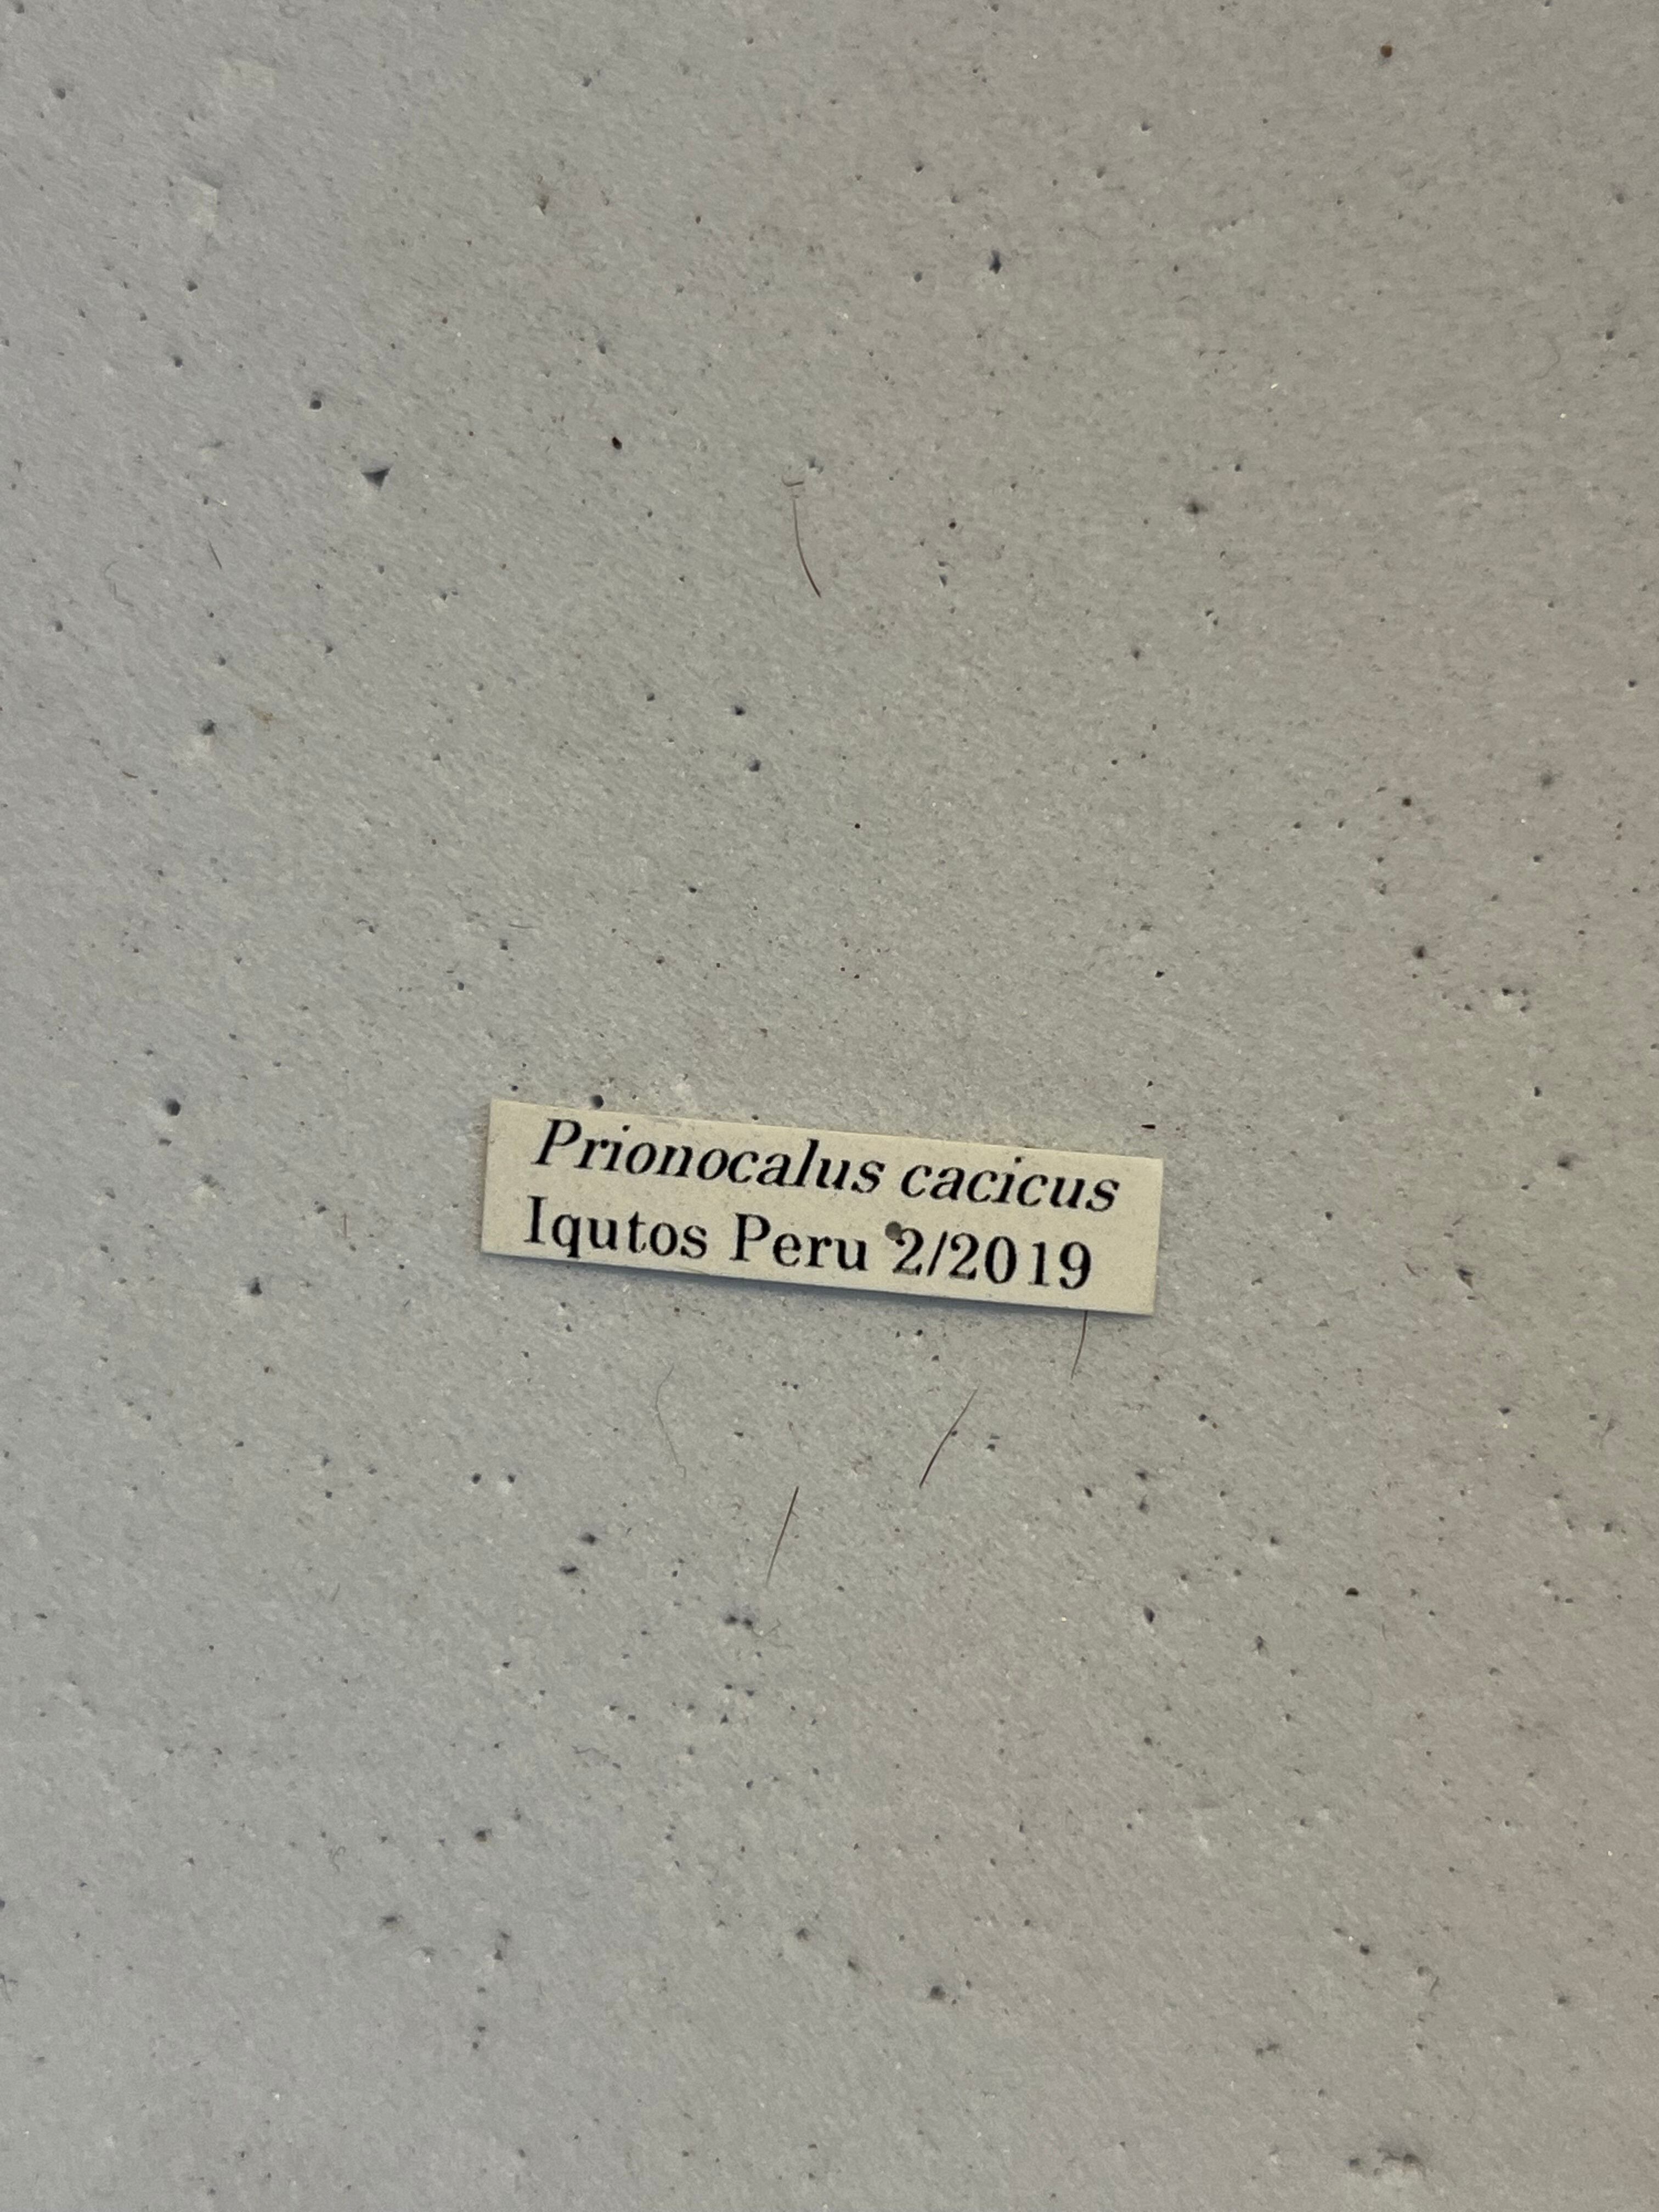 Prionocalus cacicus
Iqutos Peru 2/2019